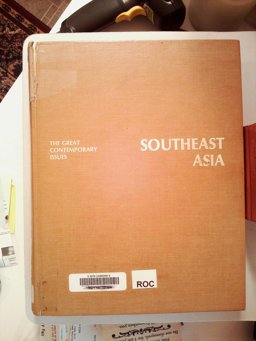 THE GREAT
CONTEMPORARY
ISSUES
SOUTHEAST
ASIA
ROC